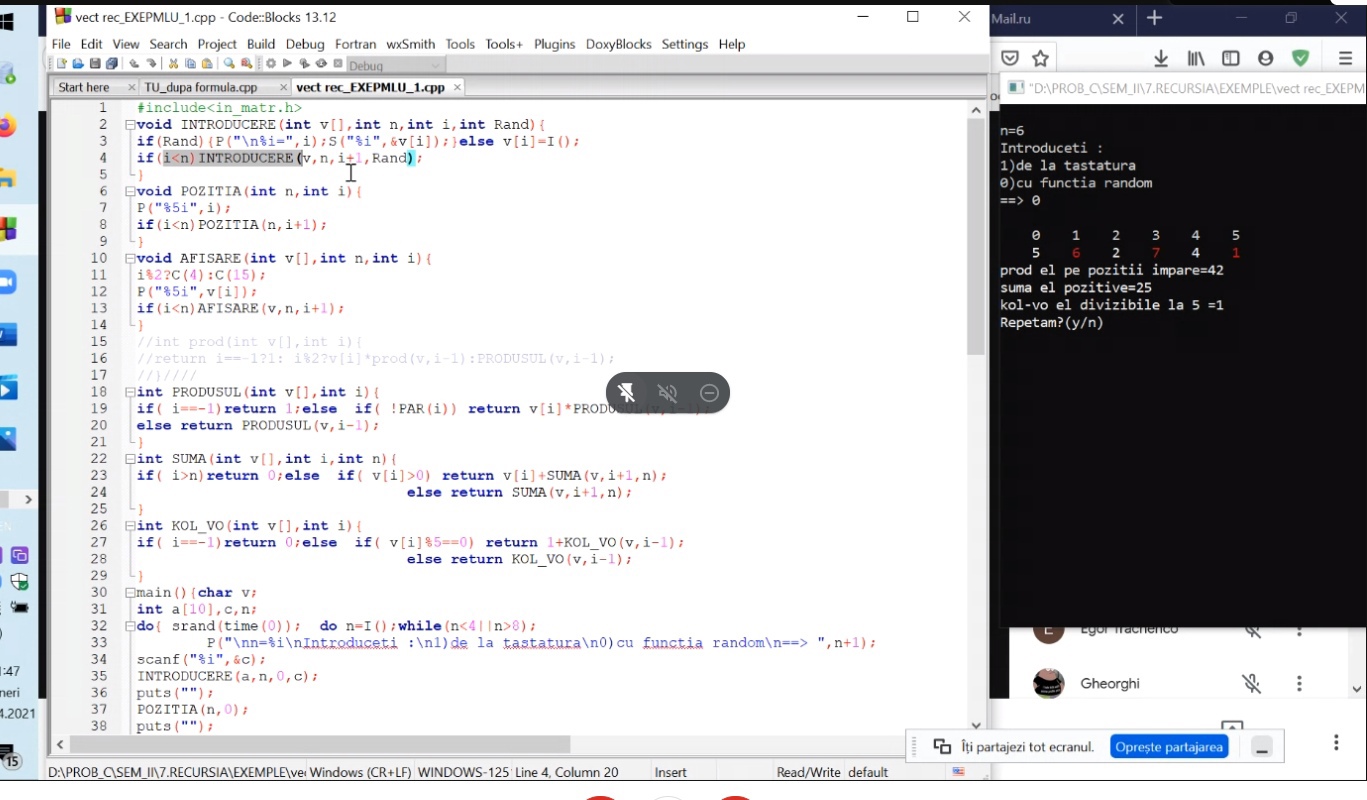 vect rec_EXEPMLU_1.cpp - Code::Blocks 13.12
File Edit View Search Project Build Debug Fortran wxSmith Tools Tools+ Plugins DoxyBlocks Settings Help
Debug
Start here TU_dupa formula.cpp vect rec_EXEPMLU_1.cpp
1 #include<in_matr.h>
2 void INTRODUCERE(int v[],int n,int i,int Rand){
3 if(Rand){P("\n%i=",i);S("%i",&v[i]);}else v[i]=I();
4 if(i<n)INTRODUCERE(v,n,i+1,Rand);
5 }
6 void POZITIA(int n,int i){
7 P("%5i",i);
8 if(i<n)POZITIA(n,i+1);
9 }
10 void AFISARE(int v[],int n,int i){
11 i%2?C(4):C(15);
12 P("%5i",v[i]);
13 if(i<n)AFISARE(v,n,i+1);
14 }
15 //int prod(int v[],int i){
16 //return i==-1?1: i%2?v[i]*prod(v,i-1):PRODUSUL(v,i-1);
17 //}////
18 int PRODUSUL(int v[],int i){
19 if( i==-1)return 1;else if( !PAR(i)) return v[i]*PRODUSUL(v,i-1);
20 else return PRODUSUL(v,i-1);
21 }
22 int SUMA(int v[],int i,int n){
23 if( i>n)return 0;else if( v[i]>0) return v[i]+SUMA(v,i+1,n);
24 else return SUMA(v,i+1,n);
25 }
26 int KOL_VO(int v[],int i){
27 if( i==-1)return 0;else if( v[i]%5==0) return 1+KOL_VO(v,i-1);
28 else return KOL_VO(v,i-1);
29 }
30 main(){char v;
31 int a[10],c,n;
32 do{ srand(time(0)); do n=I();while(n<4||n>8);
33 P("\nn=%i\nIntroduceti :\n1)de la tastatura\n0)cu functia random\n==> ",n+1);
34 scanf("%i",&c);
35 INTRODUCERE(a,n,0,c);
36 puts("");
37 POZITIA(n,0);
38 puts("");
D:\PROB_C\SEM_II\7.RECURSIA\EXEMPLE\vec Windows (CR+LF) WINDOWS-125 Line 4, Column 20 Insert Read/Write default
Mail.ru
"D:\PROB_C\SEM_II\7.RECURSIA\EXEMPLE\vect rec_EXEPM
n=6
Introduceti :
1)de la tastatura
0)cu functia random
==> 0
0 1 2 3 4 5
5 6 2 7 4 1
prod el pe pozitii impare=42
suma el pozitive=25
kol-vo el divizibile la 5 =1
Repetam?(y/n)
E Egor Trachenco
Gheorghi
Îți partajezi tot ecranul. Oprește partajarea
:47
neri
4.2021
15